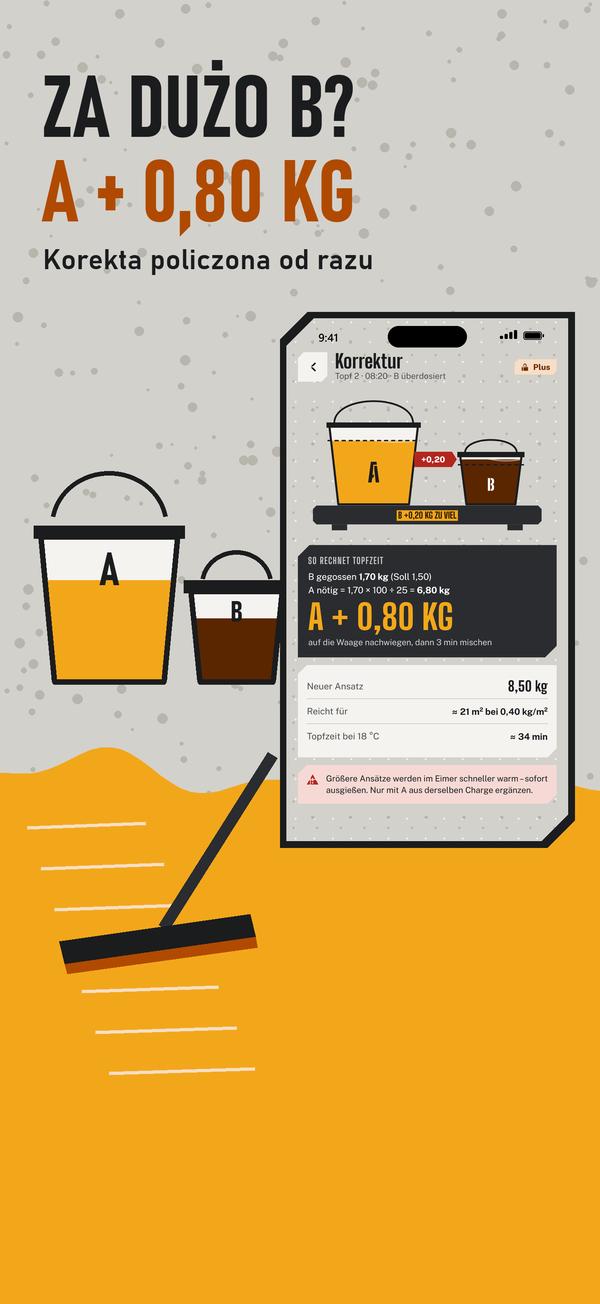 ZA DUŻO B?
A + 0,80 KG
Korekta policzona od razu
9:41
Korrektur
Topf 2 · 08:20 · B überdosiert
Plus
A
+0,20
B
B +0,20 KG ZU VIEL
A
B
SO RECHNET TOPFZEIT
B gegossen 1,70 kg (Soll 1,50)
A nötig = 1,70 × 100 ÷ 25 = 6,80 kg
A + 0,80 KG
auf die Waage nachwiegen, dann 3 min mischen
Neuer Ansatz 8,50 kg
Reicht für ≈ 21 m² bei 0,40 kg/m²
Topfzeit bei 18 °C ≈ 34 min
Größere Ansätze werden im Eimer schneller warm – sofort
ausgießen. Nur mit A aus derselben Charge ergänzen.